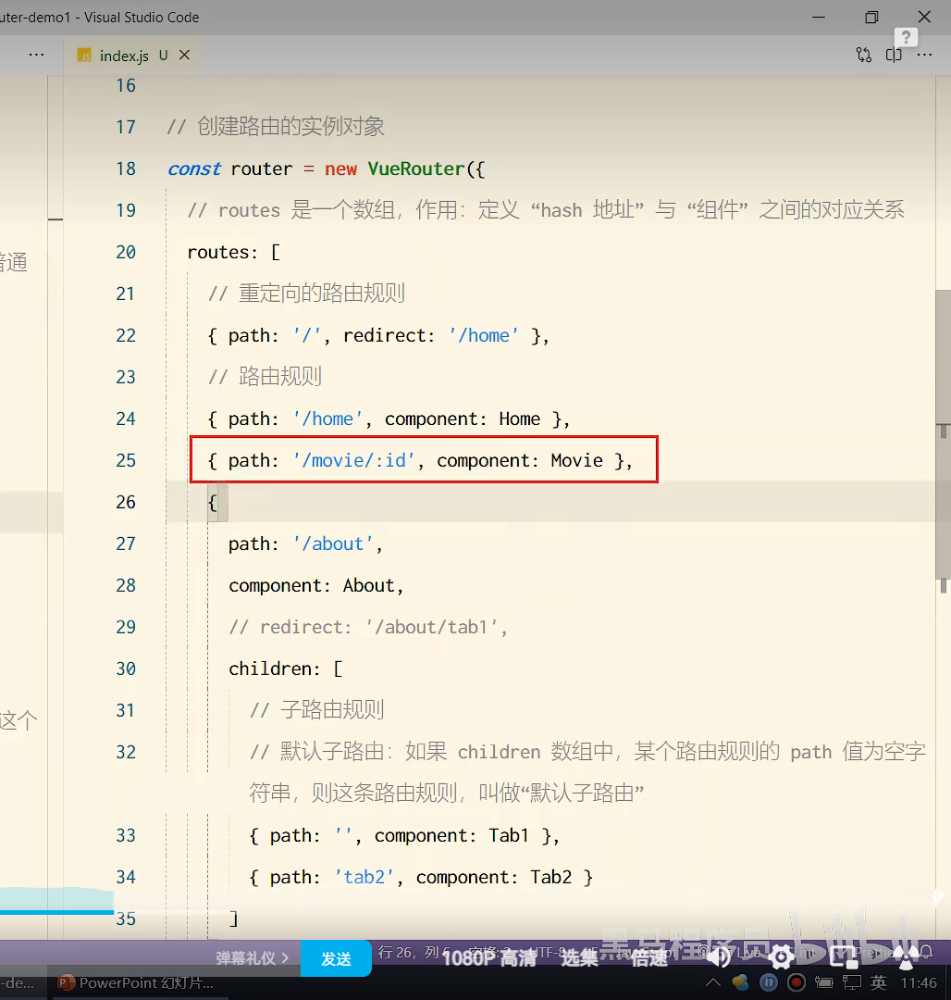 uter-demo1 - Visual Studio Code
?
index.js U
16
17 // 创建路由的实例对象
18 const router = new VueRouter({
19 // routes 是一个数组，作用：定义 “hash 地址” 与 “组件” 之间的对应关系
普通
20 routes: [
21 // 重定向的路由规则
22 { path: '/', redirect: '/home' },
23 // 路由规则
24 { path: '/home', component: Home },
25 { path: '/movie/:id', component: Movie },
26 {
27 path: '/about',
28 component: About,
29 // redirect: '/about/tab1',
30 children: [
31 // 子路由规则
这个
32 // 默认子路由：如果 children 数组中，某个路由规则的 path 值为空字
符串，则这条路由规则，叫做“默认子路由”
33 { path: '', component: Tab1 },
34 { path: 'tab2', component: Tab2 }
35 ]
黑马程序员 bilibili
弹幕礼仪 >
发送
行 26，列
1080P 高清
选集
倍速
-de...
PowerPoint 幻灯片...
英
11:46